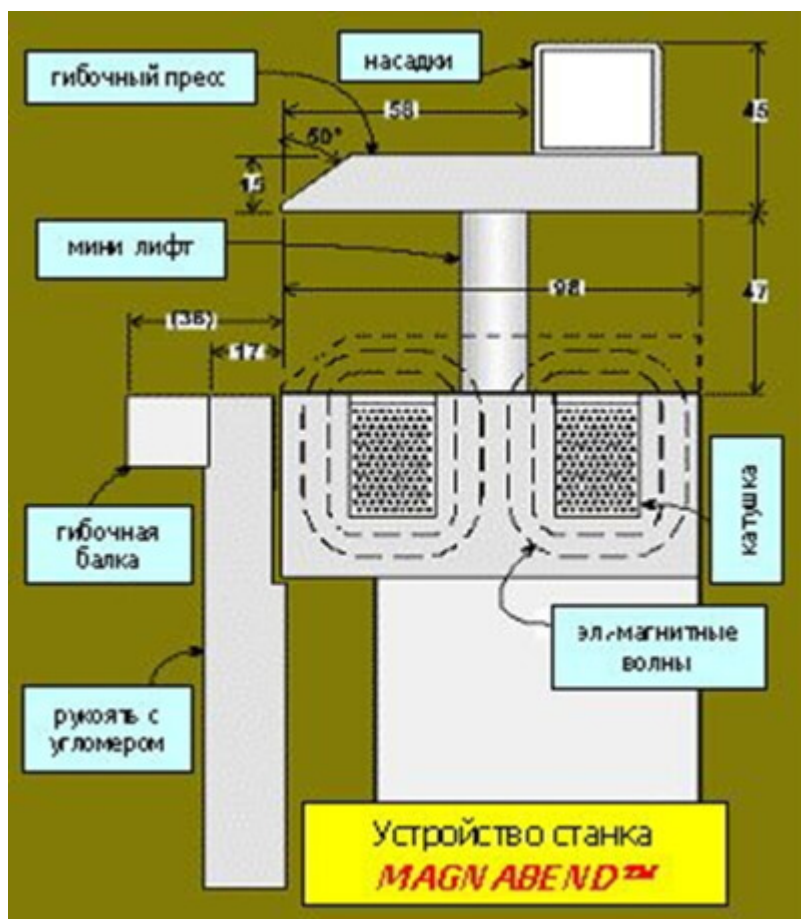 насадки
гибочный пресс
58
45
50°
15
мини лифт
98
47
(36)
17
гибочная
балка
катушка
эл-магнитные
волны
рукоять с
угломером
Устройство станка
MAGNABEND™